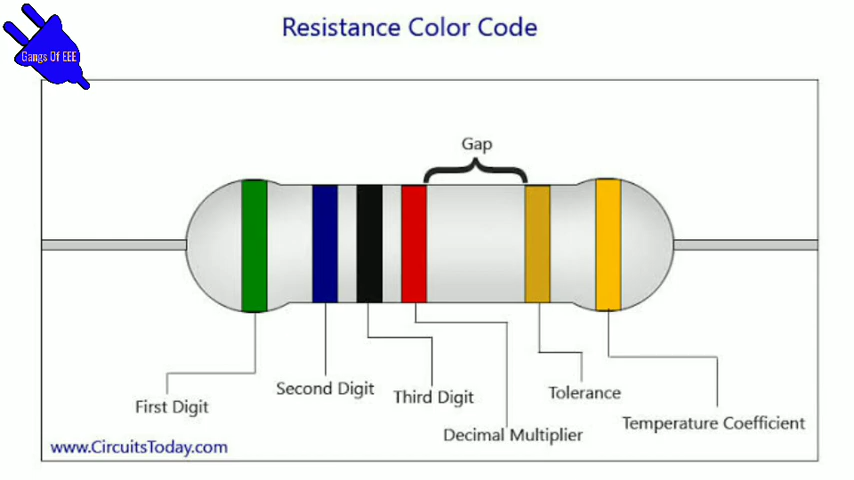 Resistance Color Code
Gangs Of EEE
Gap
First Digit
Second Digit
Third Digit
Decimal Multiplier
Tolerance
Temperature Coefficient
www.CircuitsToday.com